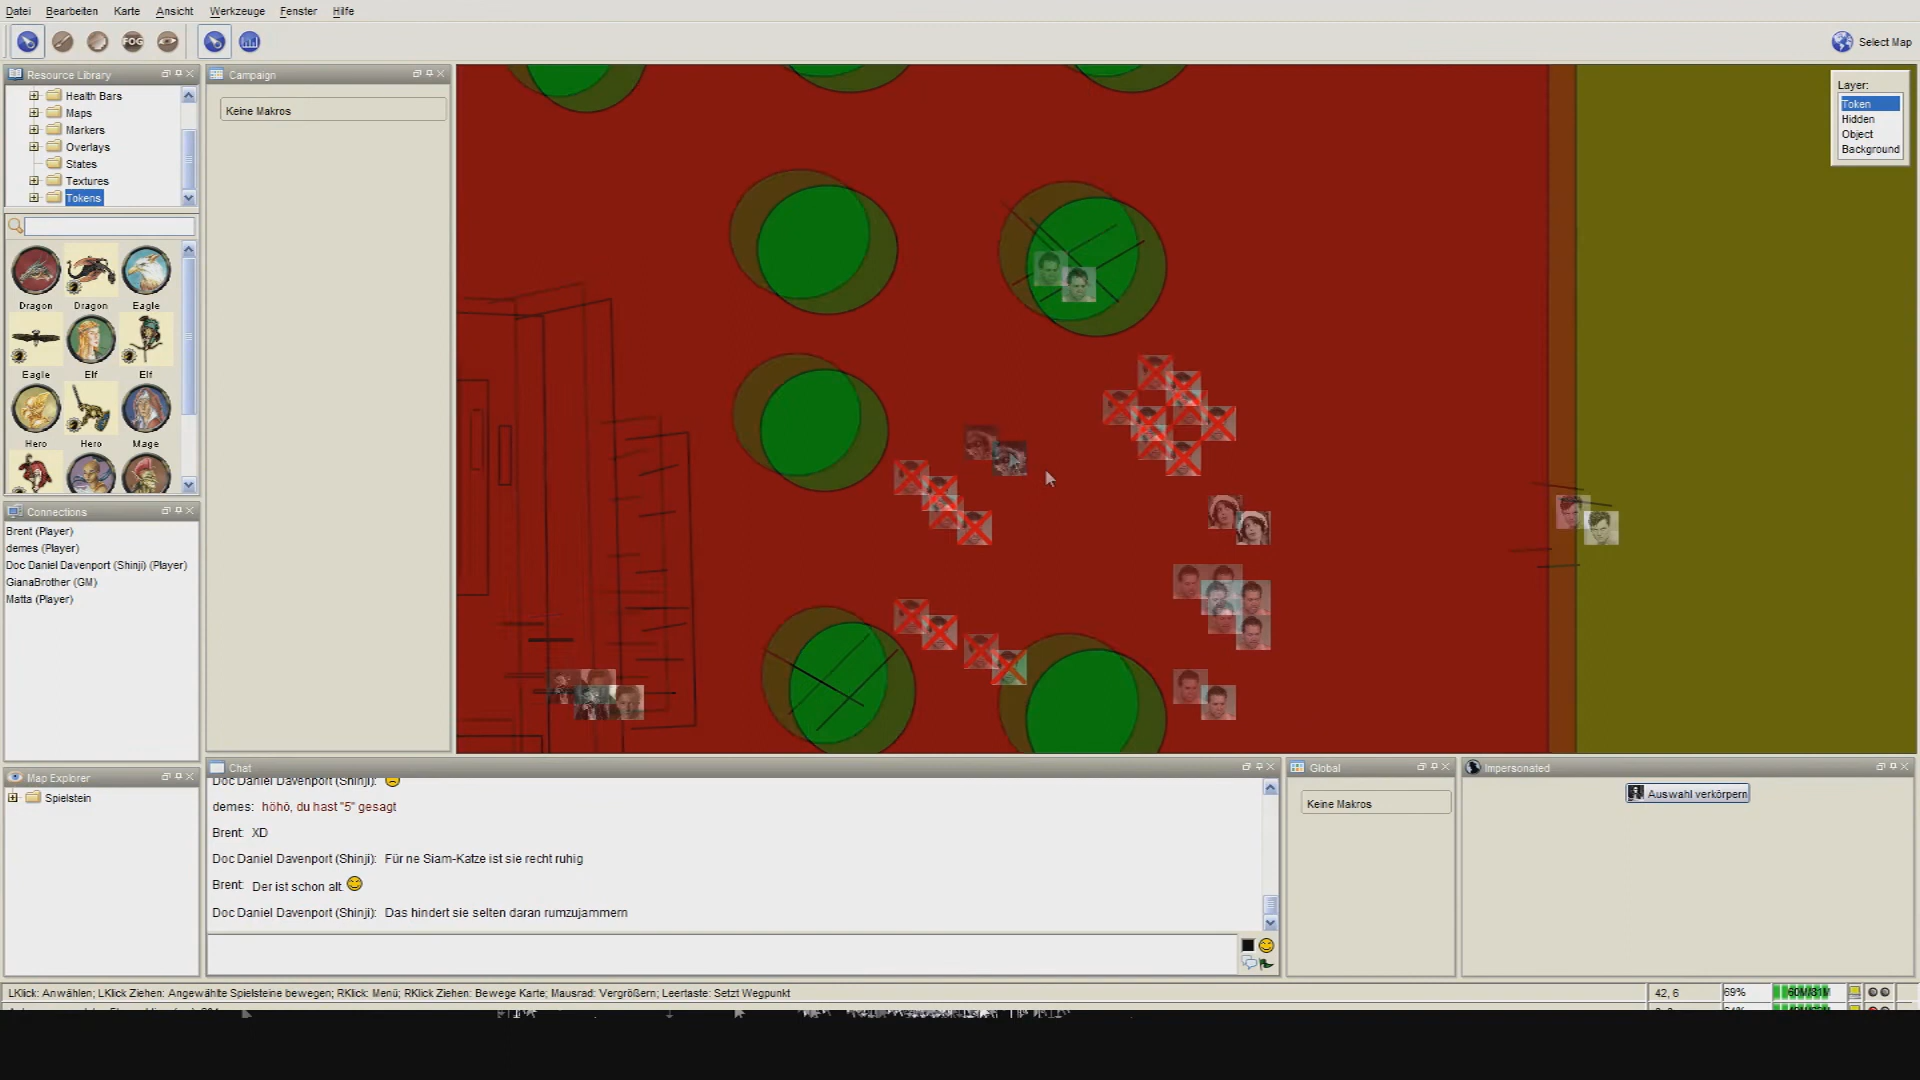 Datei Bearbeiten Karte Ansicht Werkzeuge Fenster Hilfe
FOG
Select Map
Resource Library
Health Bars
Maps
Markers
Overlays
States
Textures
Tokens
Dragon Dragon Eagle
Eagle Elf Elf
Hero Hero Mage
Connections
Brent (Player)
demes (Player)
Doc Daniel Davenport (Shinji) (Player)
GianaBrother (GM)
Matta (Player)
Map Explorer
Spielstein
Campaign
Keine Makros
Layer:
Token
Hidden
Object
Background
Chat
Doc Daniel Davenport (Shinji):
demes: höhö, du hast "5" gesagt
Brent: XD
Doc Daniel Davenport (Shinji): Für ne Siam-Katze ist sie recht ruhig
Brent: Der ist schon alt.
Doc Daniel Davenport (Shinji): Das hindert sie selten daran rumzujammern
Global
Keine Makros
Impersonated
Auswahl verkörpern
LKlick: Anwählen; LKlick Ziehen: Angewählte Spielsteine bewegen; RKlick: Menü; RKlick Ziehen: Bewege Karte; Mausrad: Vergrößern; Leertaste: Setzt Wegpunkt
42, 6
69%